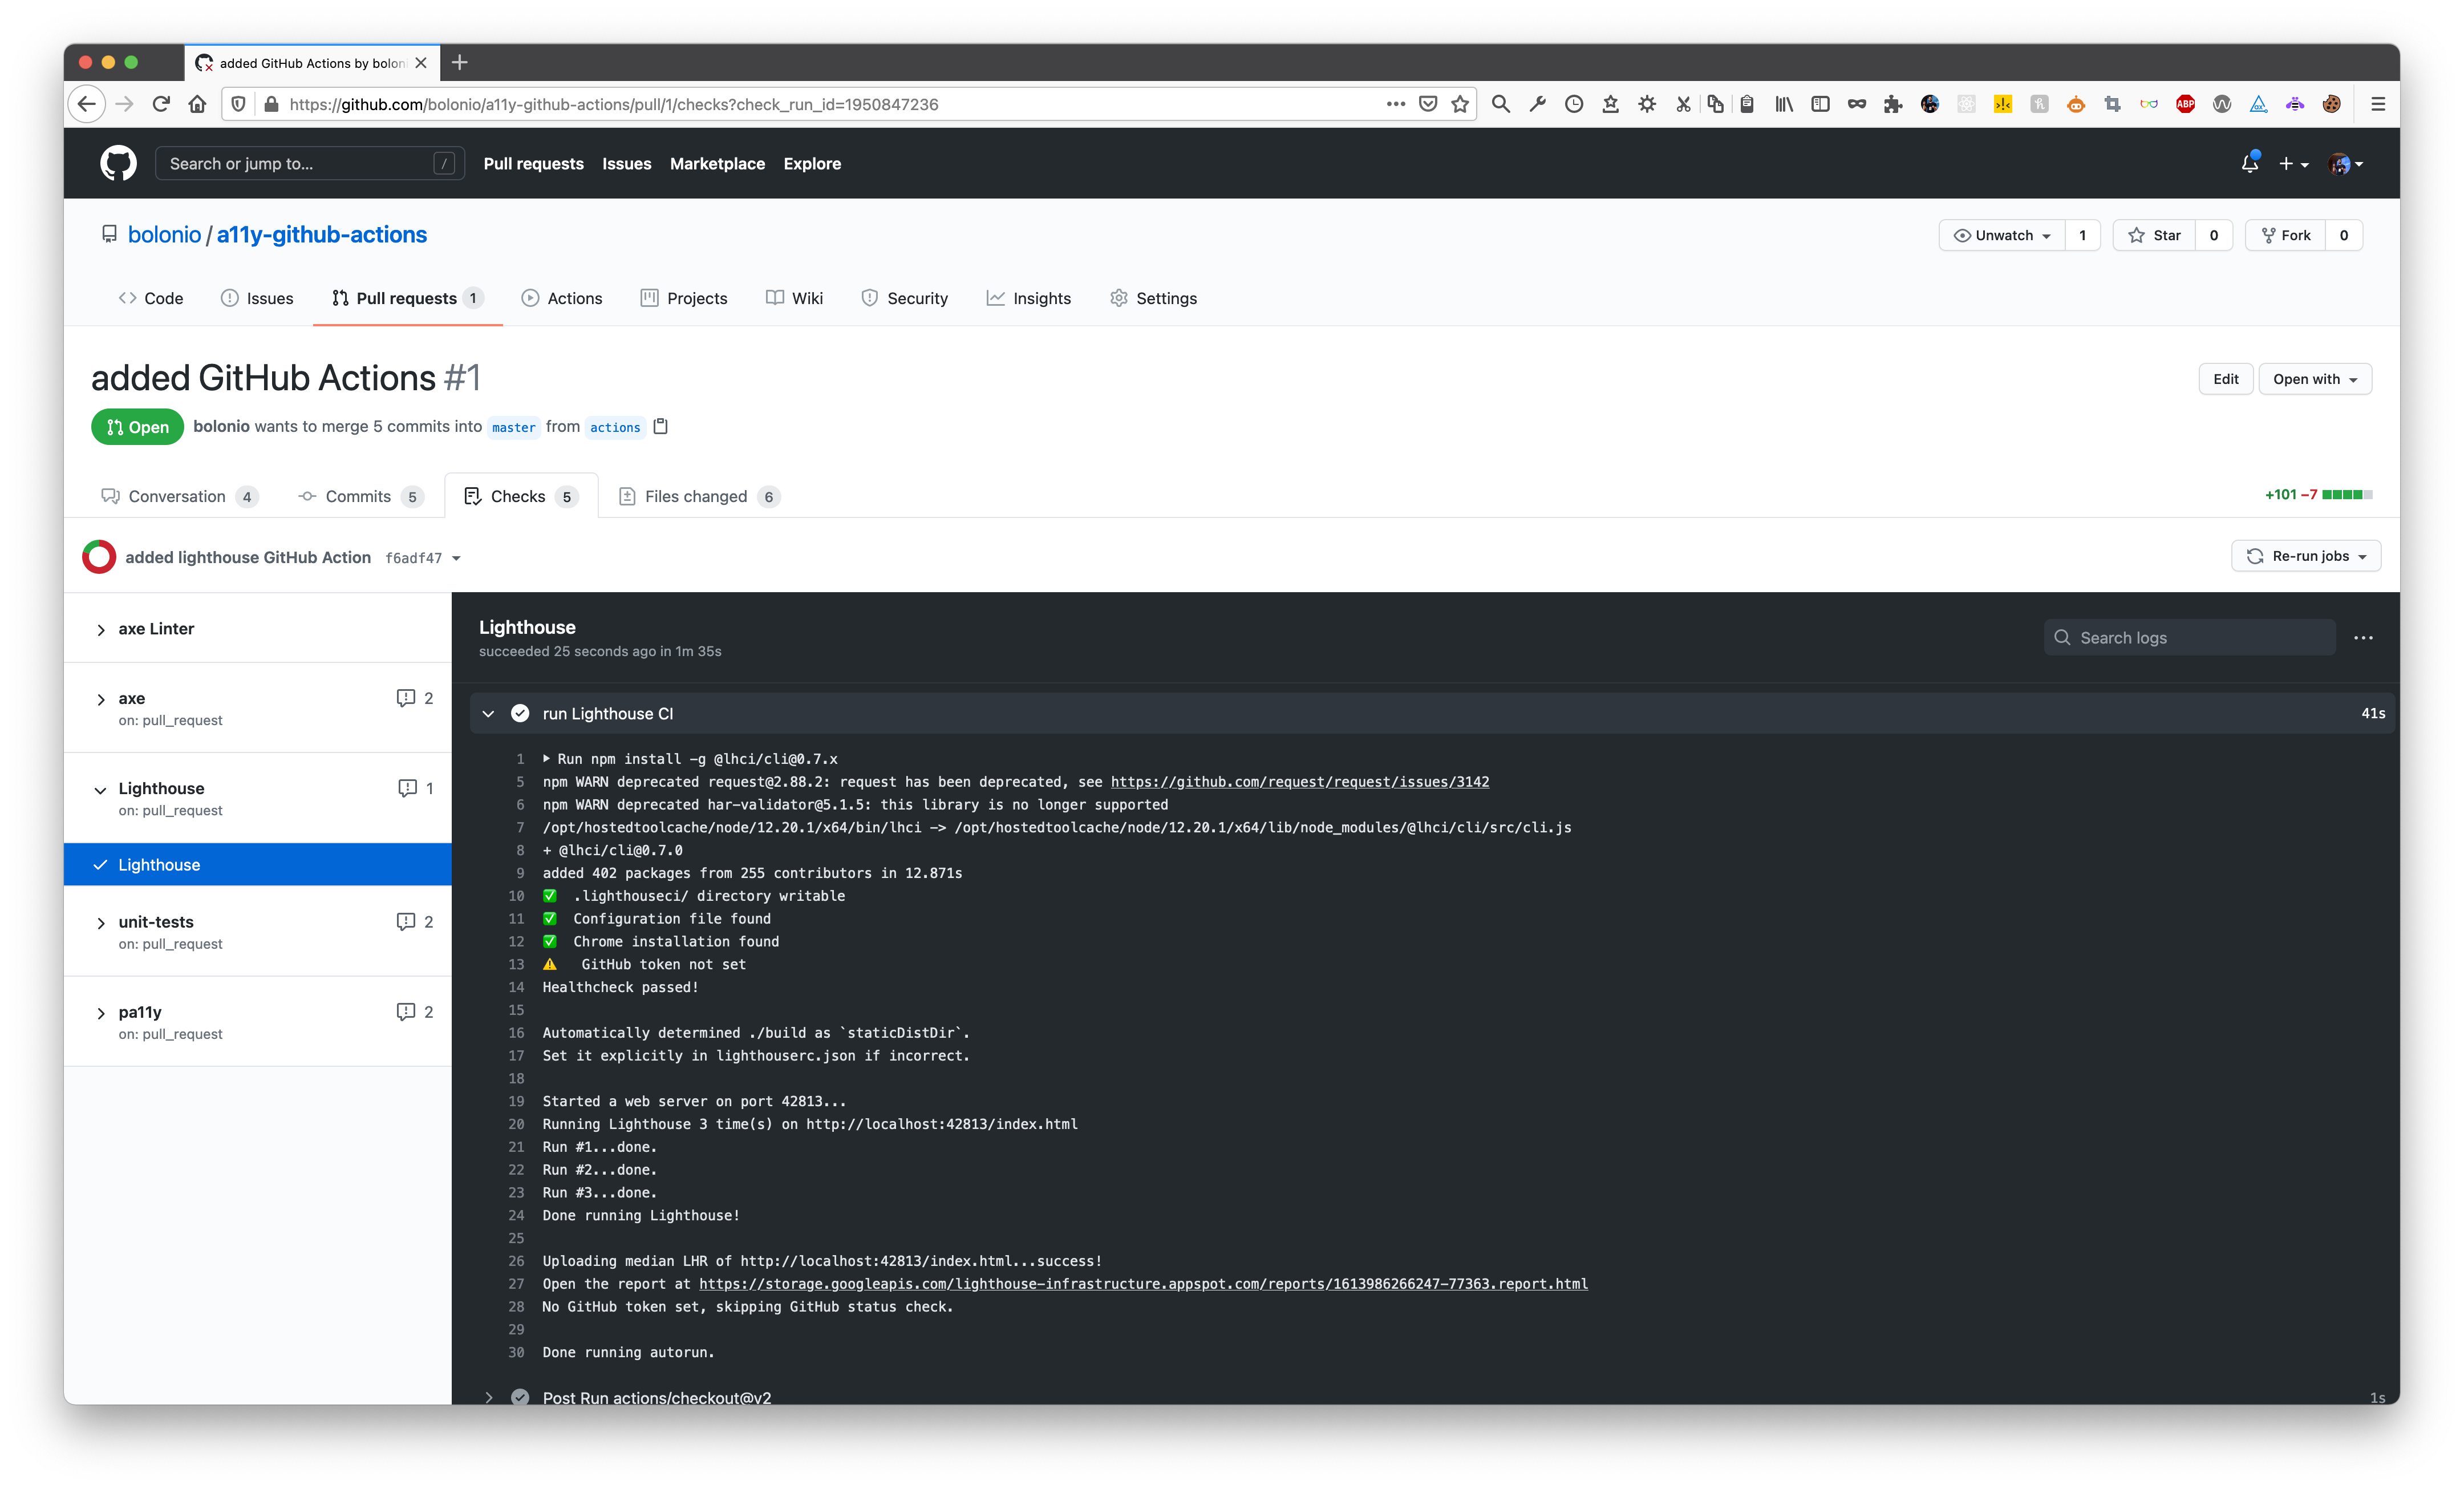 added GitHub Actions by bolon
https://github.com/bolonio/a11y-github-actions/pull/1/checks?check_run_id=1950847236
ABP
Search or jump to... /
Pull requests Issues Marketplace Explore
bolonio / a11y-github-actions
Unwatch 1 Star 0 Fork 0
Code Issues Pull requests 1 Actions Projects Wiki Security Insights Settings
added GitHub Actions #1
Edit Open with
Open bolonio wants to merge 5 commits into master from actions
Conversation 4 Commits 5 Checks 5 Files changed 6
+101 −7
added lighthouse GitHub Action f6adf47
Re-run jobs
axe Linter
axe 2
on: pull_request
Lighthouse 1
on: pull_request
Lighthouse
unit-tests 2
on: pull_request
pa11y 2
on: pull_request
Lighthouse
succeeded 25 seconds ago in 1m 35s
Search logs
run Lighthouse CI 41s
1 Run npm install -g @lhci/cli@0.7.x
5 npm WARN deprecated request@2.88.2: request has been deprecated, see https://github.com/request/request/issues/3142
6 npm WARN deprecated har-validator@5.1.5: this library is no longer supported
7 /opt/hostedtoolcache/node/12.20.1/x64/bin/lhci -> /opt/hostedtoolcache/node/12.20.1/x64/lib/node_modules/@lhci/cli/src/cli.js
8 + @lhci/cli@0.7.0
9 added 402 packages from 255 contributors in 12.871s
10 ✅ .lighthouseci/ directory writable
11 ✅ Configuration file found
12 ✅ Chrome installation found
13 ⚠️ GitHub token not set
14 Healthcheck passed!
15
16 Automatically determined ./build as `staticDistDir`.
17 Set it explicitly in lighthouserc.json if incorrect.
18
19 Started a web server on port 42813...
20 Running Lighthouse 3 time(s) on http://localhost:42813/index.html
21 Run #1...done.
22 Run #2...done.
23 Run #3...done.
24 Done running Lighthouse!
25
26 Uploading median LHR of http://localhost:42813/index.html...success!
27 Open the report at https://storage.googleapis.com/lighthouse-infrastructure.appspot.com/reports/1613986266247-77363.report.html
28 No GitHub token set, skipping GitHub status check.
29
30 Done running autorun.
Post Run actions/checkout@v2 1s